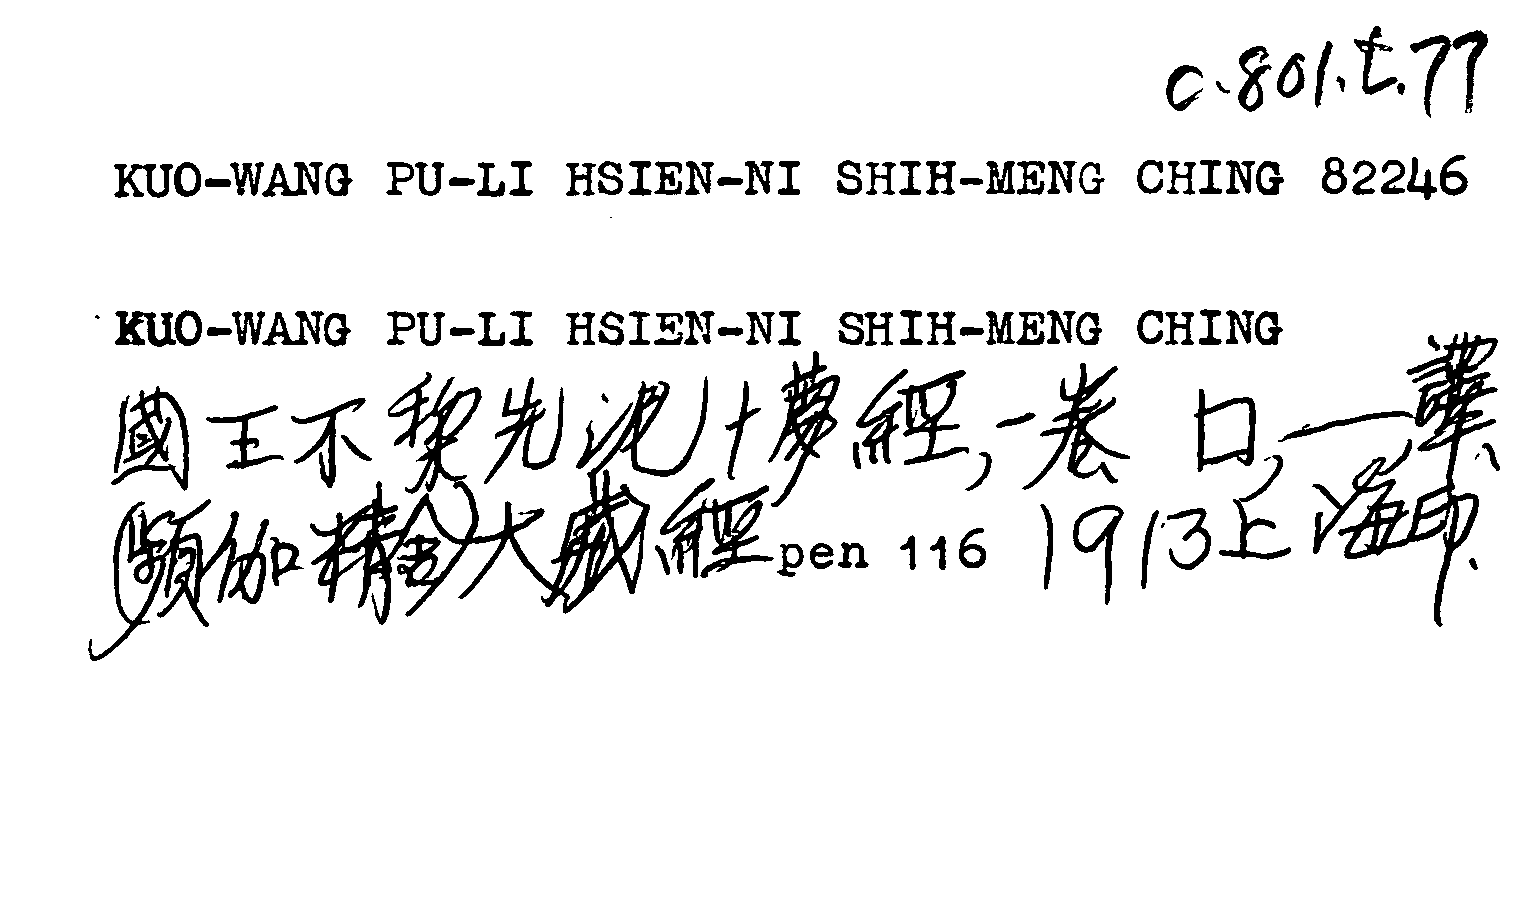 c.801.t.77
KUO-WANG PU-LI HSIEN-NI SHIH-MENG CHING 82246
KUO-WANG PU-LI HSIEN-NI SHIH-MENG CHING
國王不黎先泥十夢經, 一卷 口, 一譯.
(頻伽精舍)大藏經 pen 116 1913上海印.